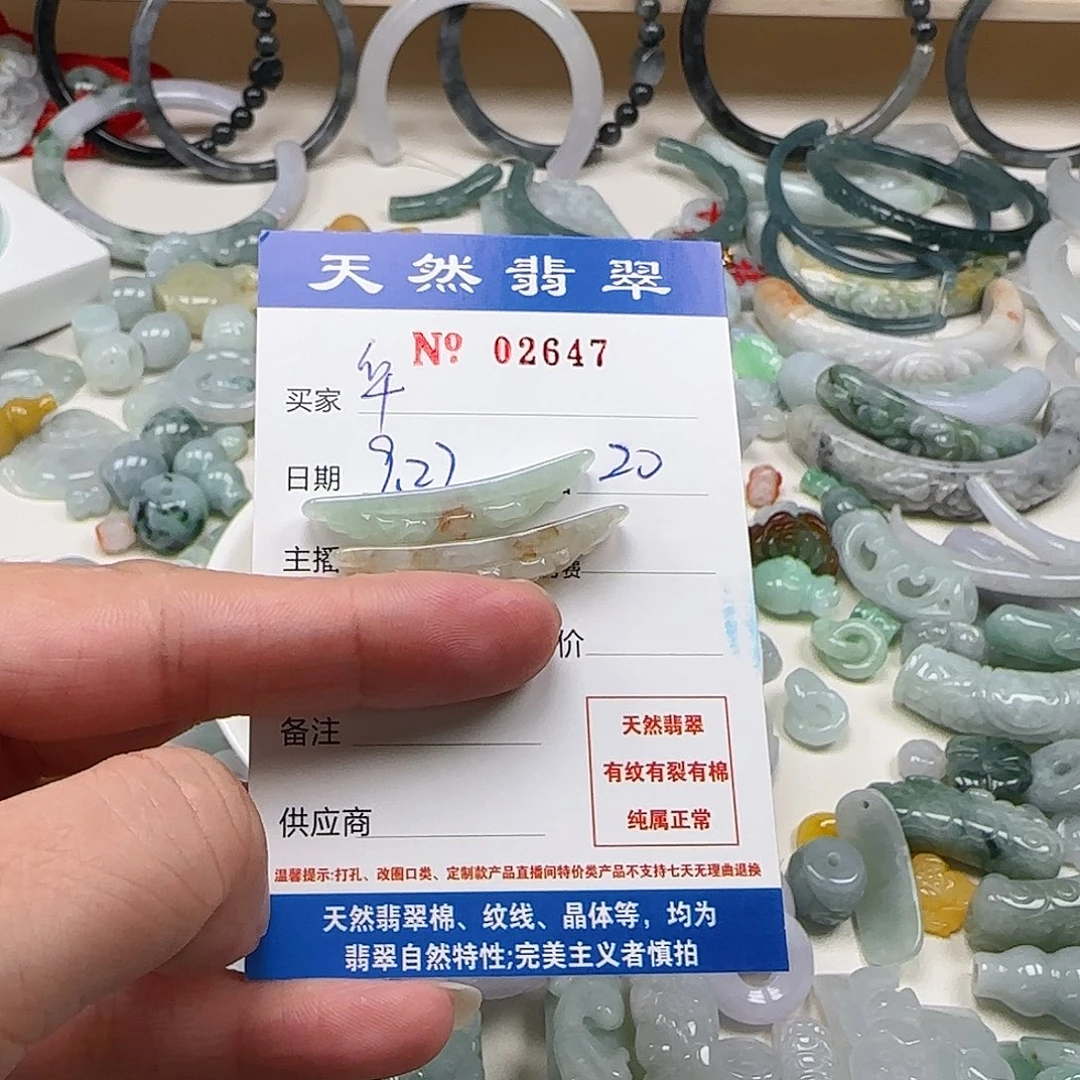 天然翡翠
Nº 02647
买家
日期 9.27 20
主播 费
价
备注
天然翡翠
有纹有裂有棉
纯属正常
供应商
温馨提示:打孔、改圈口类、定制款产品直播间特价类产品不支持七天无理由退换
天然翡翠棉、纹线、晶体等，均为
翡翠自然特性;完美主义者慎拍